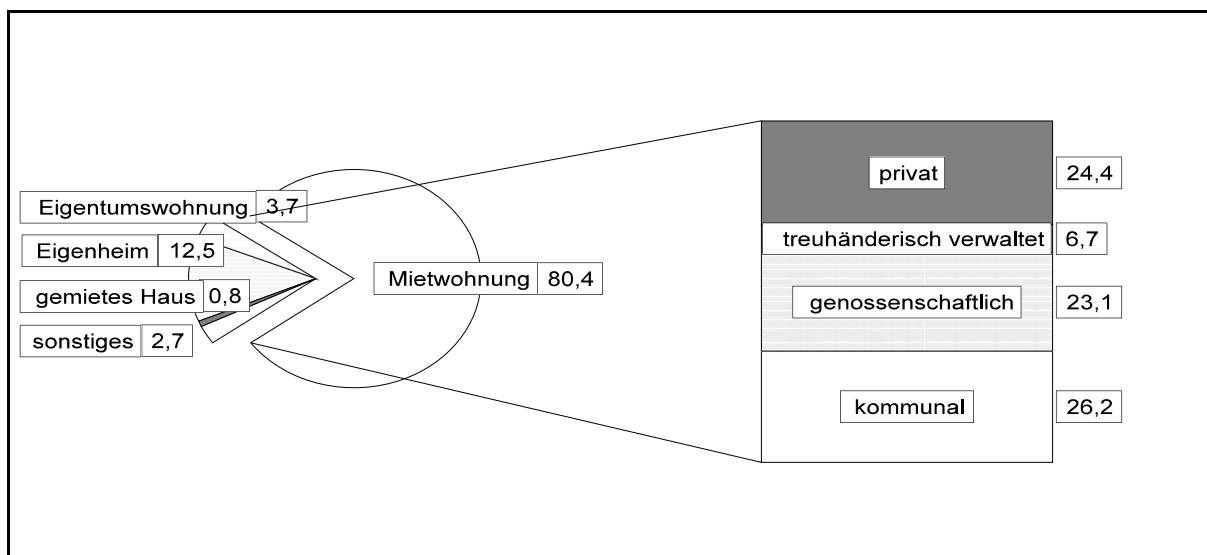 Eigentumswohnung 3,7
Eigenheim 12,5
gemietes Haus 0,8
sonstiges 2,7
Mietwohnung 80,4
privat 24,4
treuhänderisch verwaltet 6,7
genossenschaftlich 23,1
kommunal 26,2